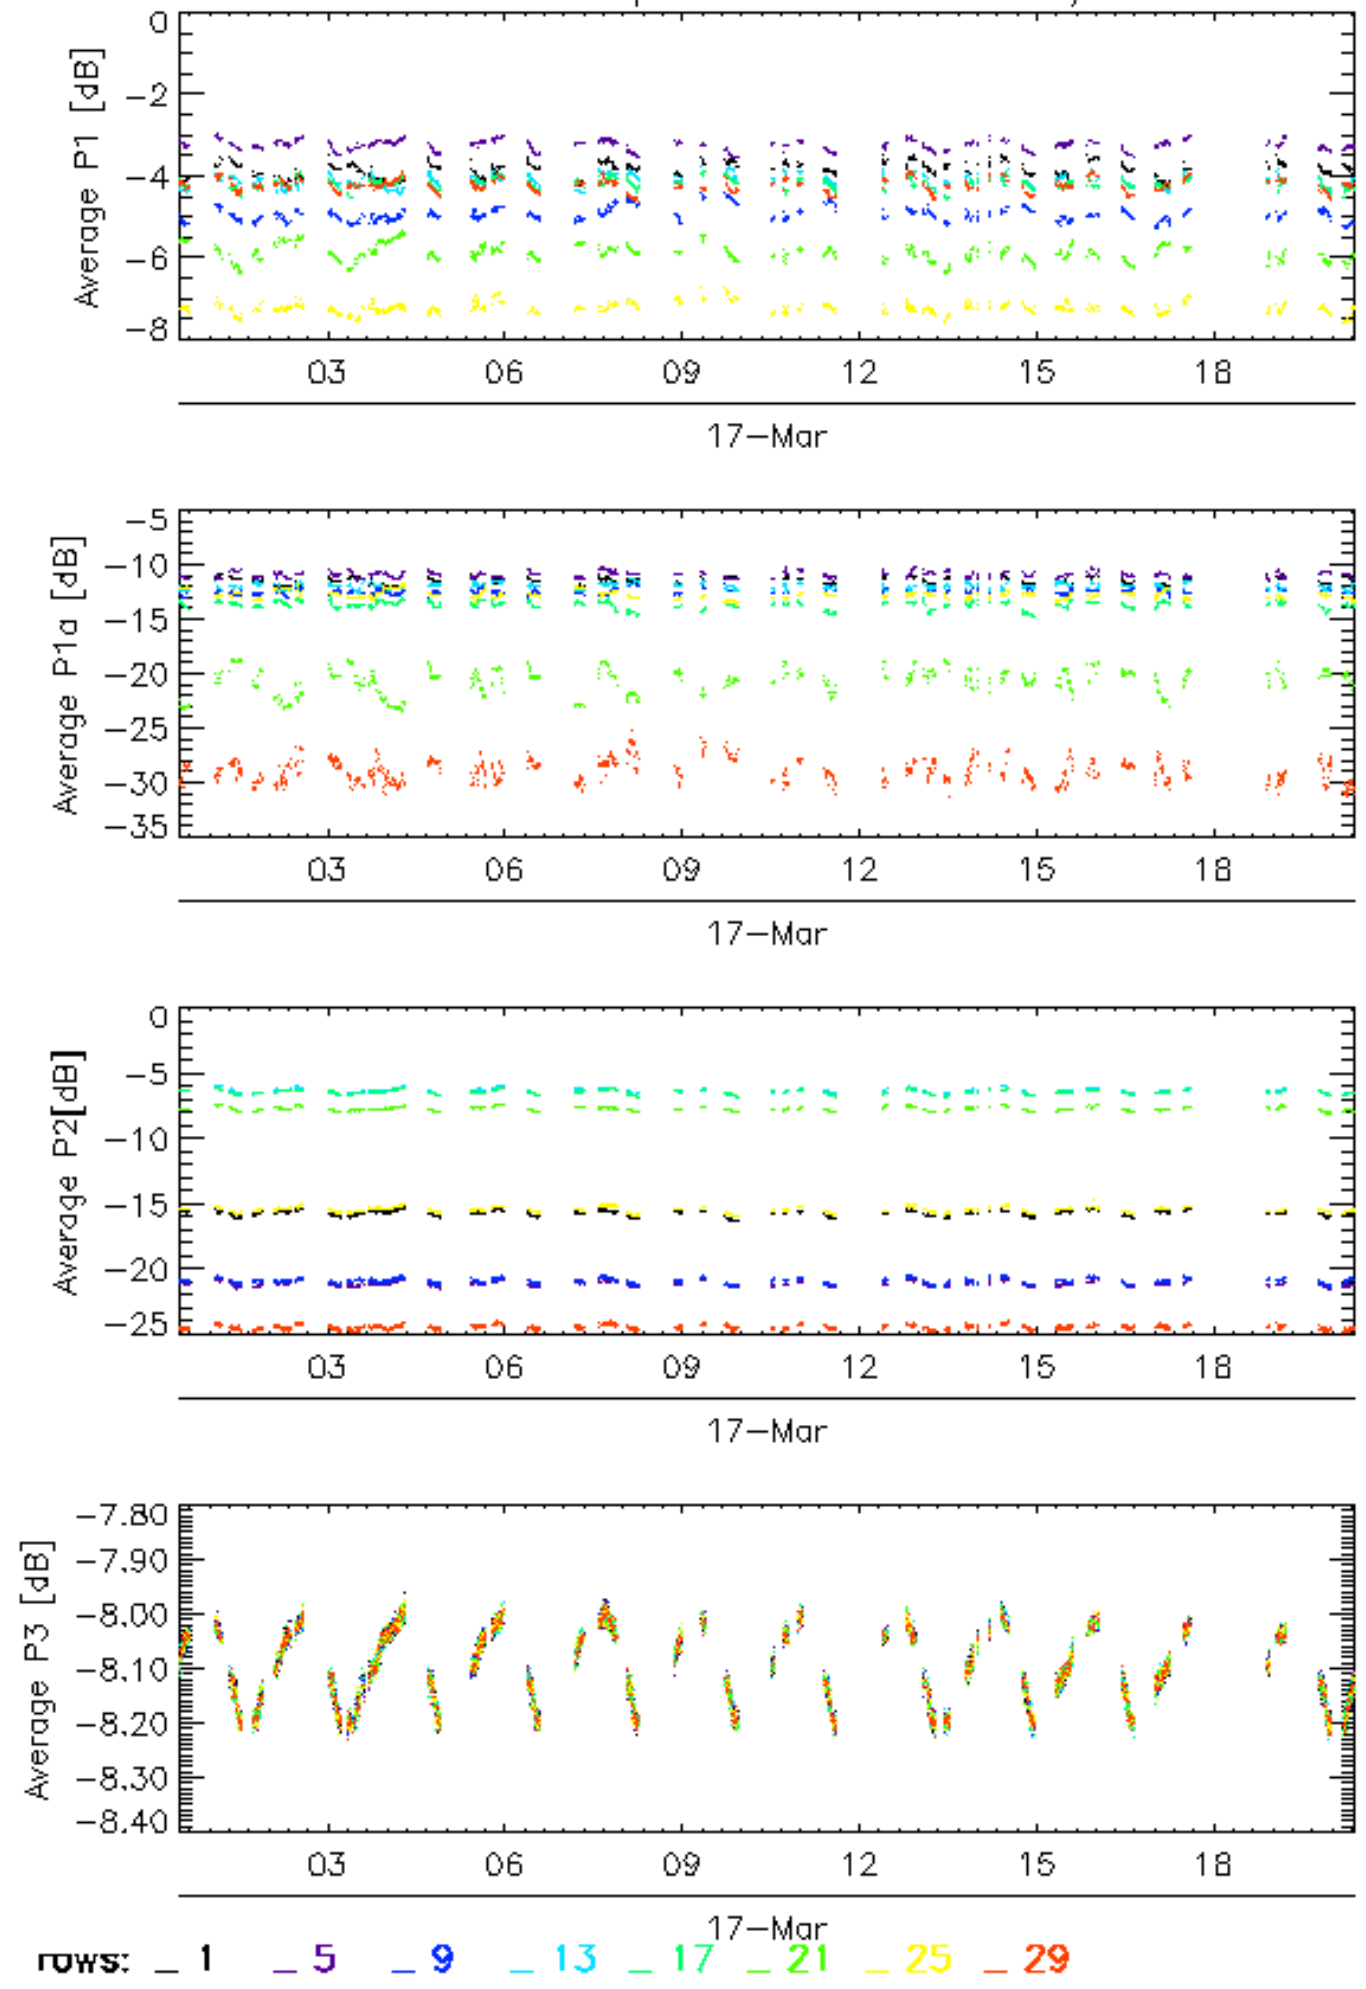 0
-2
-4
-6
-8
Average P1 [dB]
03 06 09 12 15 18
17-Mar
-5
-10
-15
-20
-25
-30
-35
Average P1a [dB]
03 06 09 12 15 18
17-Mar
0
-5
-10
-15
-20
-25
Average P2[dB]
03 06 09 12 15 18
17-Mar
-7.80
-7.90
-8.00
-8.10
-8.20
-8.30
-8.40
Average P3 [dB]
03 06 09 12 15 18
17-Mar
rows: _ 1 _ 5 _ 9 _ 13 _ 17 _ 21 _ 25 _ 29